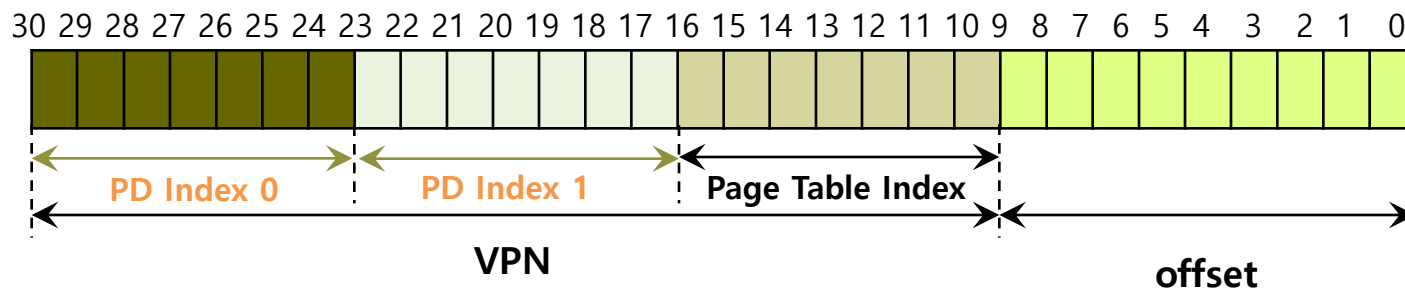 30 29 28 27 26 25 24 23 22 21 20 19 18 17 16 15 14 13 12 11 10 9 8 7 6 5 4 3 2 1 0
PD Index 0 PD Index 1 Page Table Index
VPN offset